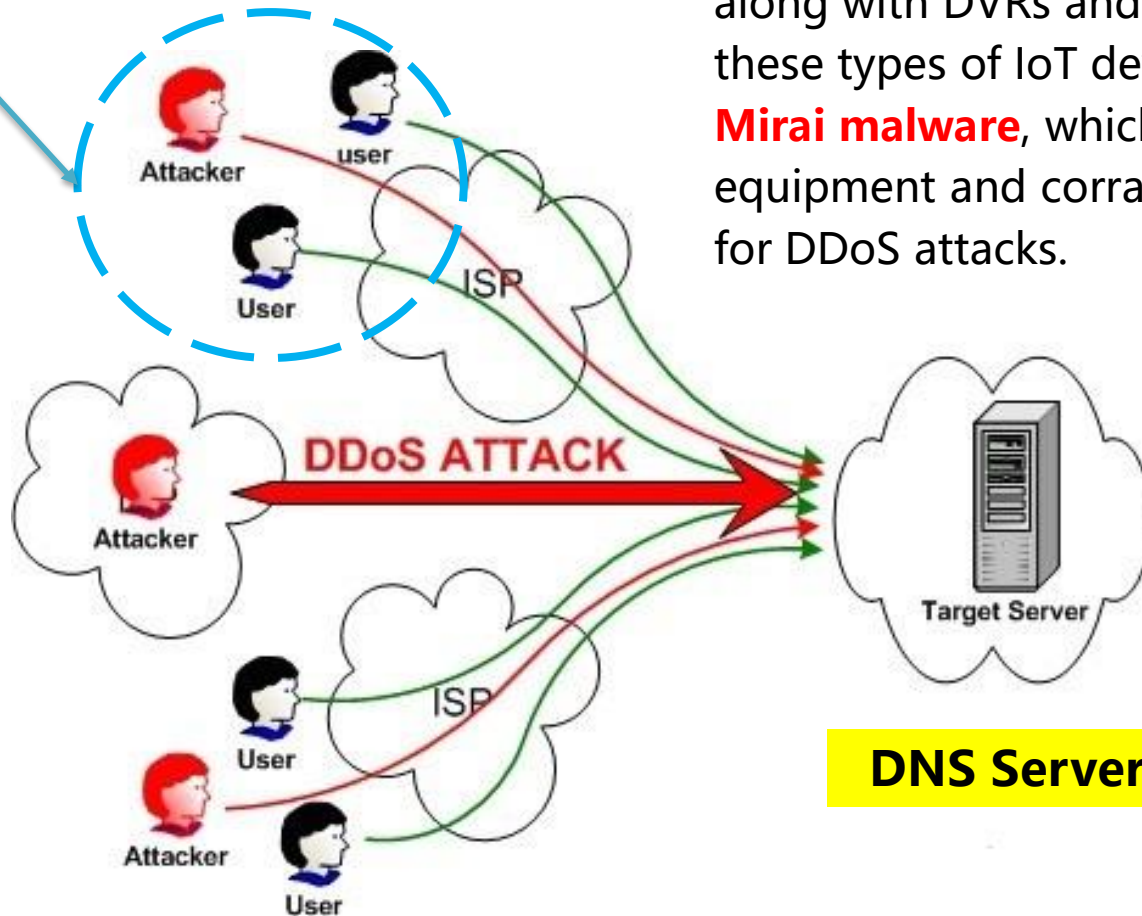 along with DVRs and
these types of IoT de
Mirai malware, which
equipment and corra
for DDoS attacks.
Attacker
user
User
ISP
DDoS ATTACK
Attacker
Target Server
User
ISP
Attacker
User
DNS Server